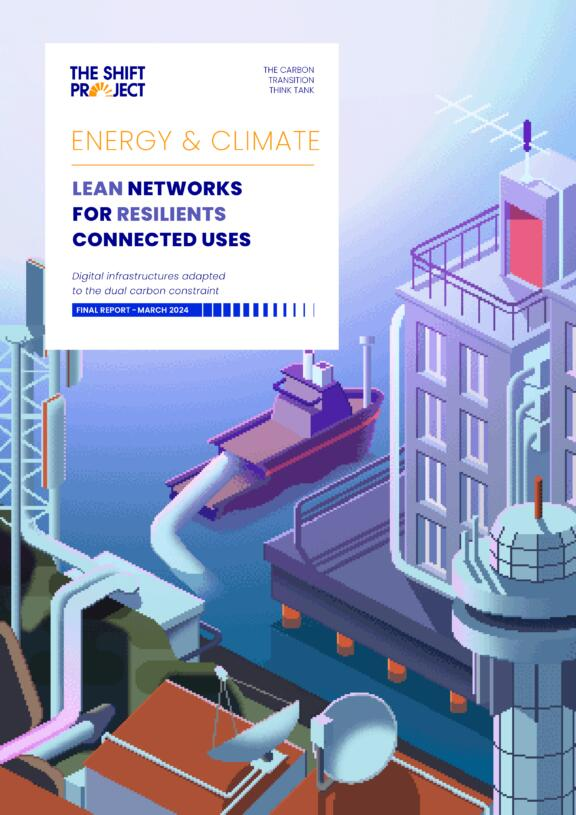 THE SHIFT
PROJECT
THE CARBON
TRANSITION
THINK TANK
ENERGY & CLIMATE
LEAN NETWORKS
FOR RESILIENTS
CONNECTED USES
Digital infrastructures adapted
to the dual carbon constraint
FINAL REPORT – MARCH 2024